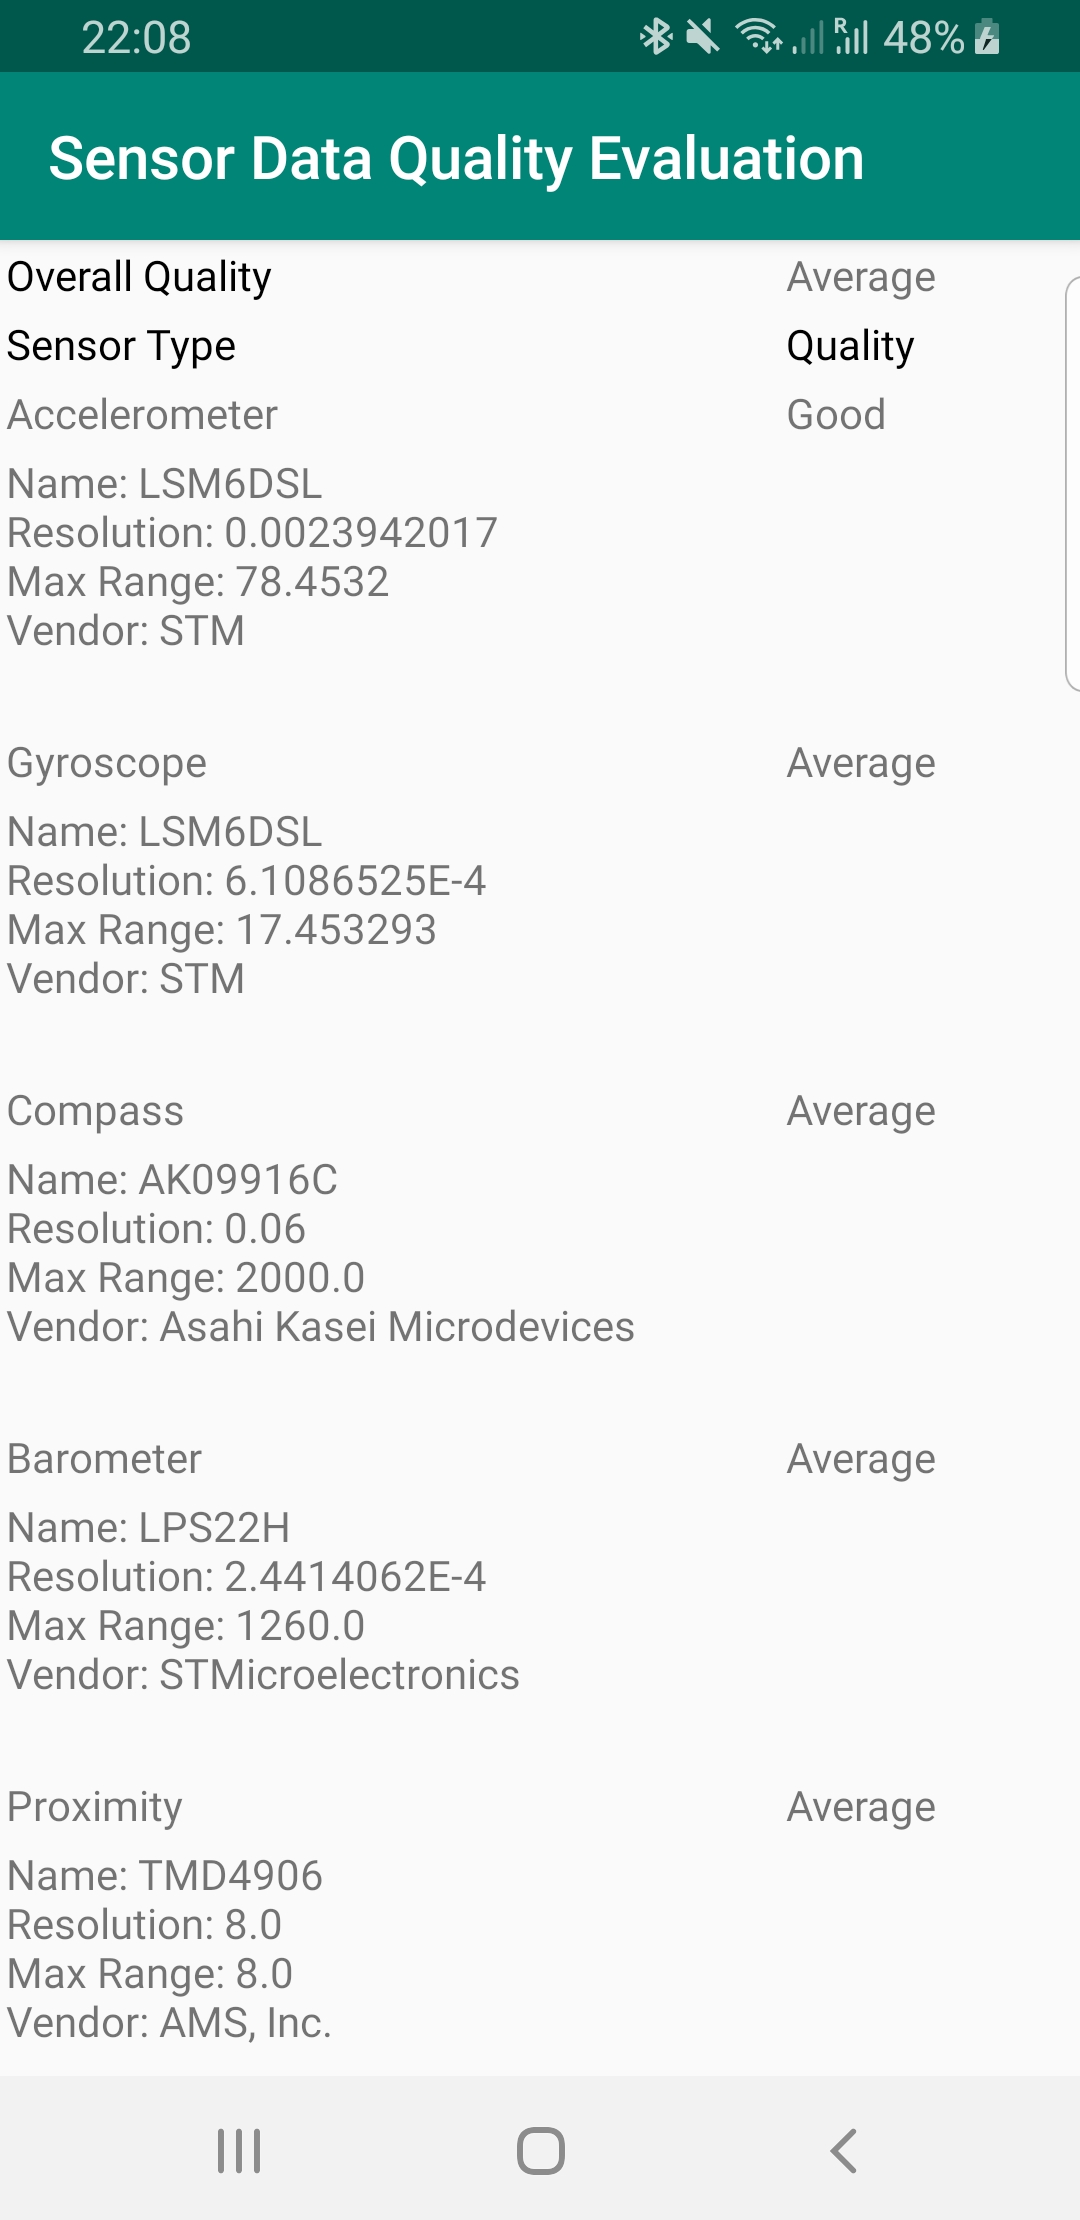 22:08 R 48%
Sensor Data Quality Evaluation
Overall Quality Average
Sensor Type Quality
Accelerometer Good
Name: LSM6DSL
Resolution: 0.0023942017
Max Range: 78.4532
Vendor: STM
Gyroscope Average
Name: LSM6DSL
Resolution: 6.1086525E-4
Max Range: 17.453293
Vendor: STM
Compass Average
Name: AK09916C
Resolution: 0.06
Max Range: 2000.0
Vendor: Asahi Kasei Microdevices
Barometer Average
Name: LPS22H
Resolution: 2.4414062E-4
Max Range: 1260.0
Vendor: STMicroelectronics
Proximity Average
Name: TMD4906
Resolution: 8.0
Max Range: 8.0
Vendor: AMS, Inc.